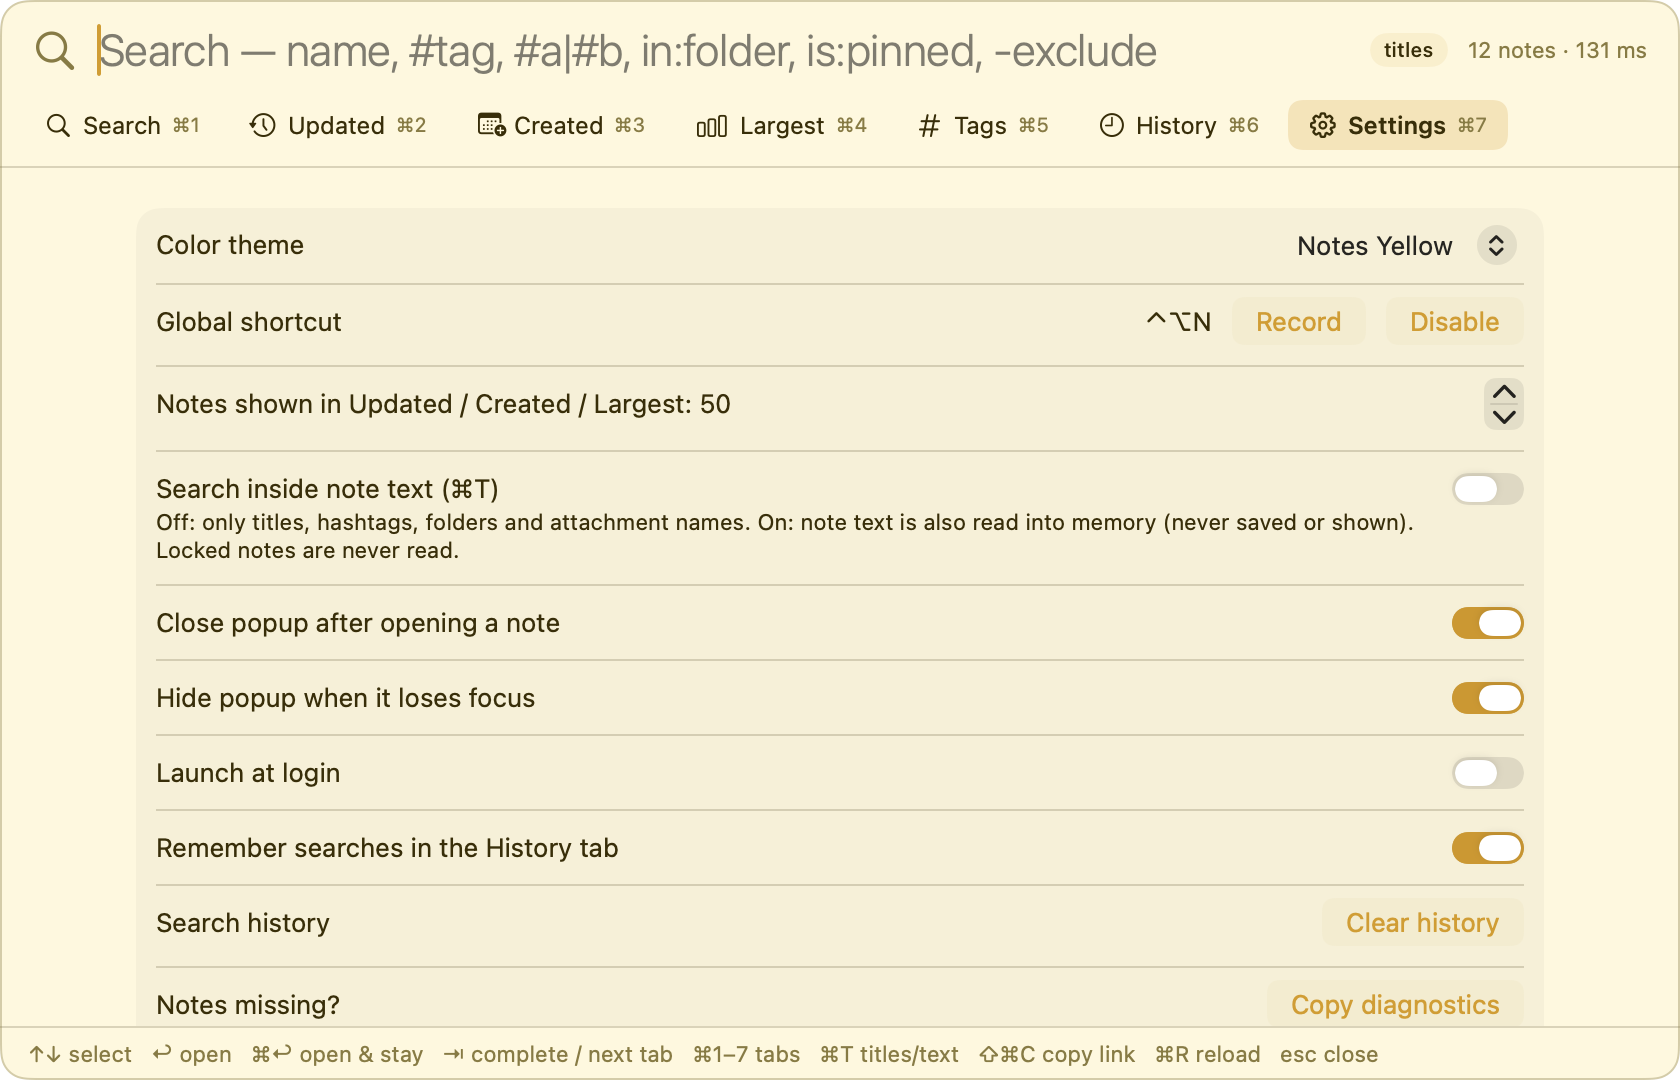 Search — name, #tag, #a|#b, in:folder, is:pinned, -exclude titles 12 notes · 131 ms
Search ⌘1 Updated ⌘2 Created ⌘3 Largest ⌘4 # Tags ⌘5 History ⌘6 Settings ⌘7
Color theme Notes Yellow
Global shortcut ^⌥N Record Disable
Notes shown in Updated / Created / Largest: 50
Search inside note text (⌘T)
Off: only titles, hashtags, folders and attachment names. On: note text is also read into memory (never saved or shown).
Locked notes are never read.
Close popup after opening a note
Hide popup when it loses focus
Launch at login
Remember searches in the History tab
Search history Clear history
Notes missing? Copy diagnostics
↑↓ select ↩ open ⌘↩ open & stay ⇥ complete / next tab ⌘1–7 tabs ⌘T titles/text ⇧⌘C copy link ⌘R reload esc close